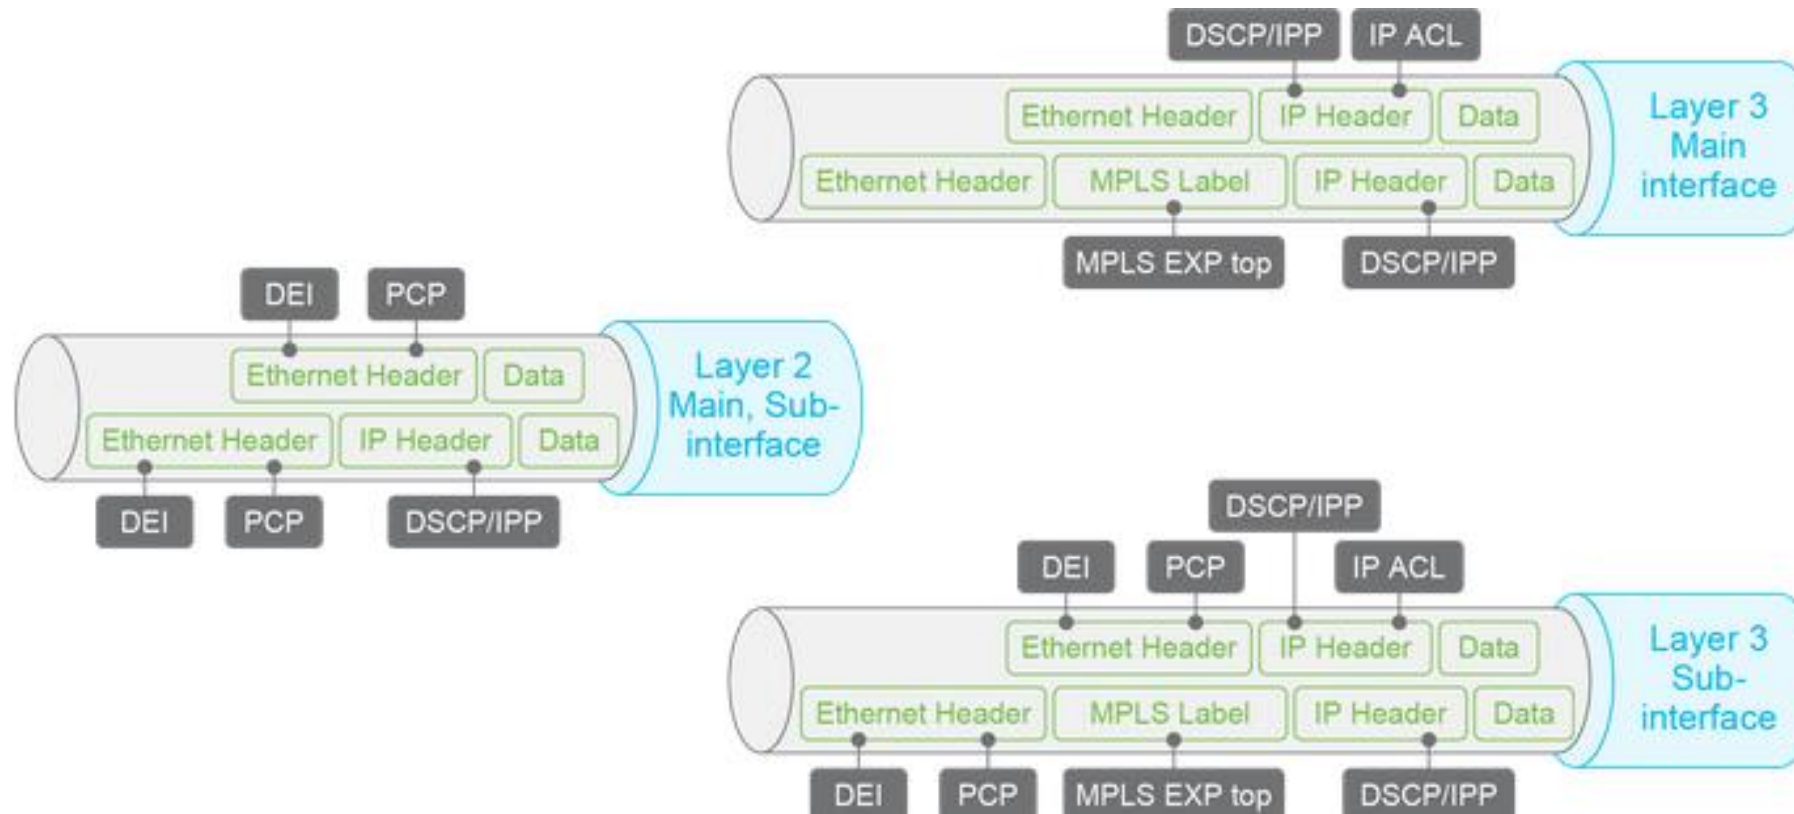 DSCP/IPP IP ACL
Ethernet Header IP Header Data
Ethernet Header MPLS Label IP Header Data
MPLS EXP top DSCP/IPP
Layer 3
Main
interface
DEI PCP
Ethernet Header Data
Ethernet Header IP Header Data
DEI PCP DSCP/IPP
Layer 2
Main, Sub-
interface
DSCP/IPP
DEI PCP IP ACL
Ethernet Header IP Header Data
Ethernet Header MPLS Label IP Header Data
DEI PCP MPLS EXP top DSCP/IPP
Layer 3
Sub-
interface